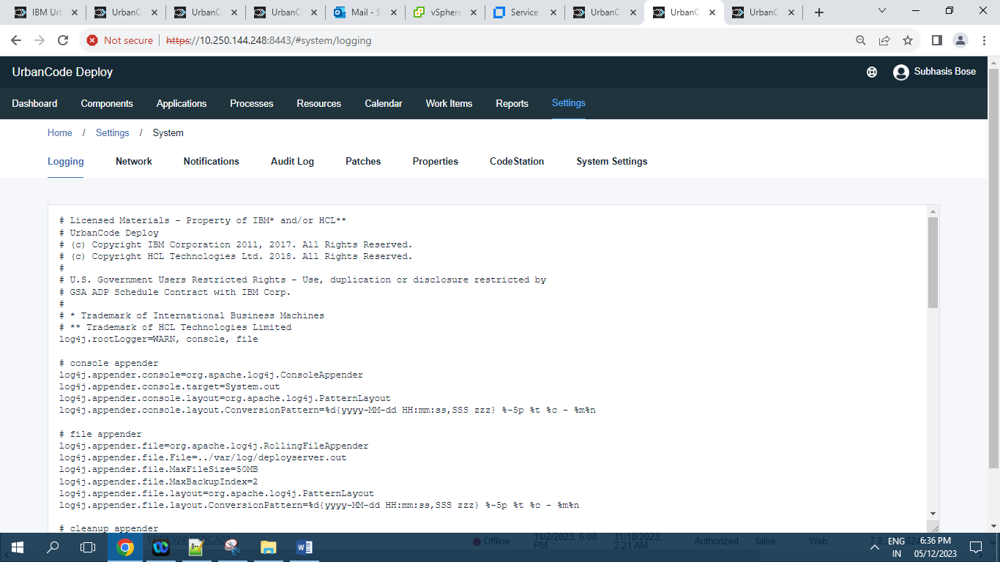 IBM Urb
UrbanC
UrbanC
UrbanC
Mail - S
vSphere
Service
UrbanC
UrbanC
UrbanC
Not secure
https://10.250.144.248:8443/#system/logging
UrbanCode Deploy
Subhasis Bose
Dashboard
Components
Applications
Processes
Resources
Calendar
Work Items
Reports
Settings
Home / Settings / System
Logging
Network
Notifications
Audit Log
Patches
Properties
CodeStation
System Settings
# Licensed Materials - Property of IBM* and/or HCL**
# UrbanCode Deploy
# (c) Copyright IBM Corporation 2011, 2017. All Rights Reserved.
# (c) Copyright HCL Technologies Ltd. 2018. All Rights Reserved.
#
# U.S. Government Users Restricted Rights - Use, duplication or disclosure restricted by
# GSA ADP Schedule Contract with IBM Corp.
#
# * Trademark of International Business Machines
# ** Trademark of HCL Technologies Limited
log4j.rootLogger=WARN, console, file
# console appender
log4j.appender.console=org.apache.log4j.ConsoleAppender
log4j.appender.console.target=System.out
log4j.appender.console.layout=org.apache.log4j.PatternLayout
log4j.appender.console.layout.ConversionPattern=%d{yyyy-MM-dd HH:mm:ss,SSS zzz} %-5p %t %c - %m%n
# file appender
log4j.appender.file=org.apache.log4j.RollingFileAppender
log4j.appender.file.File=../var/log/deployserver.out
log4j.appender.file.MaxFileSize=50MB
log4j.appender.file.MaxBackupIndex=2
log4j.appender.file.layout=org.apache.log4j.PatternLayout
log4j.appender.file.layout.ConversionPattern=%d{yyyy-MM-dd HH:mm:ss,SSS zzz} %-5p %t %c - %m%n
# cleanup appender
Offline
11/2/2023, 6:08 PM
11/18/2023, 2:21 AM
Authorized
false
Web
ENG
IN
6:36 PM
05/12/2023